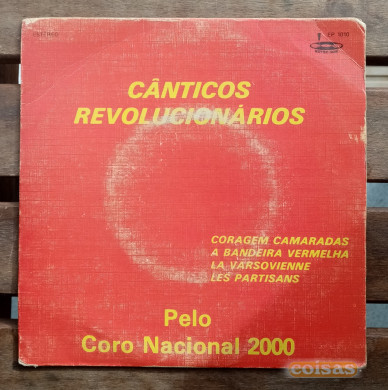 CÂNTICOS
REVOLUCIONÁRIOS
CORAGEM CAMARADAS
A BANDEIRA VERMELHA
LA VARSOVIENNE
LES PARTISANS
Pelo
Coro Nacional 2000
coisas